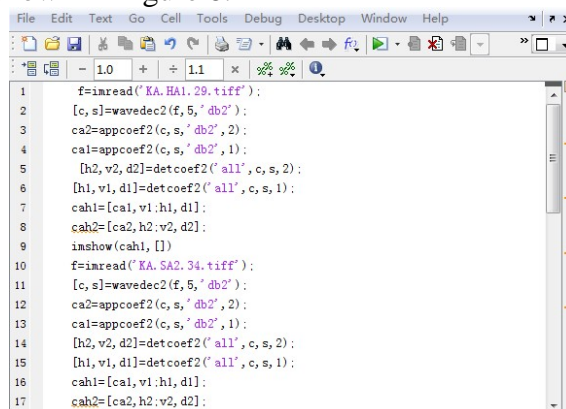 File Edit Text Go Cell Tools Debug Desktop Window Help
- 1.0 + ÷ 1.1 ×
1 f=imread('KA.HA1.29.tiff');
2 [c,s]=wavedec2(f,5,'db2');
3 ca2=appcoef2(c,s,'db2',2);
4 ca1=appcoef2(c,s,'db2',1);
5 [h2,v2,d2]=detcoef2('all',c,s,2);
6 [h1,v1,d1]=detcoef2('all',c,s,1);
7 cah1=[ca1,v1;h1,d1];
8 cah2=[ca2,h2;v2,d2];
9 imshow(cah1,[])
10 f=imread('KA.SA2.34.tiff');
11 [c,s]=wavedec2(f,5,'db2');
12 ca2=appcoef2(c,s,'db2',2);
13 ca1=appcoef2(c,s,'db2',1);
14 [h2,v2,d2]=detcoef2('all',c,s,2);
15 [h1,v1,d1]=detcoef2('all',c,s,1);
16 cah1=[ca1,v1;h1,d1];
17 cah2=[ca2,h2;v2,d2];